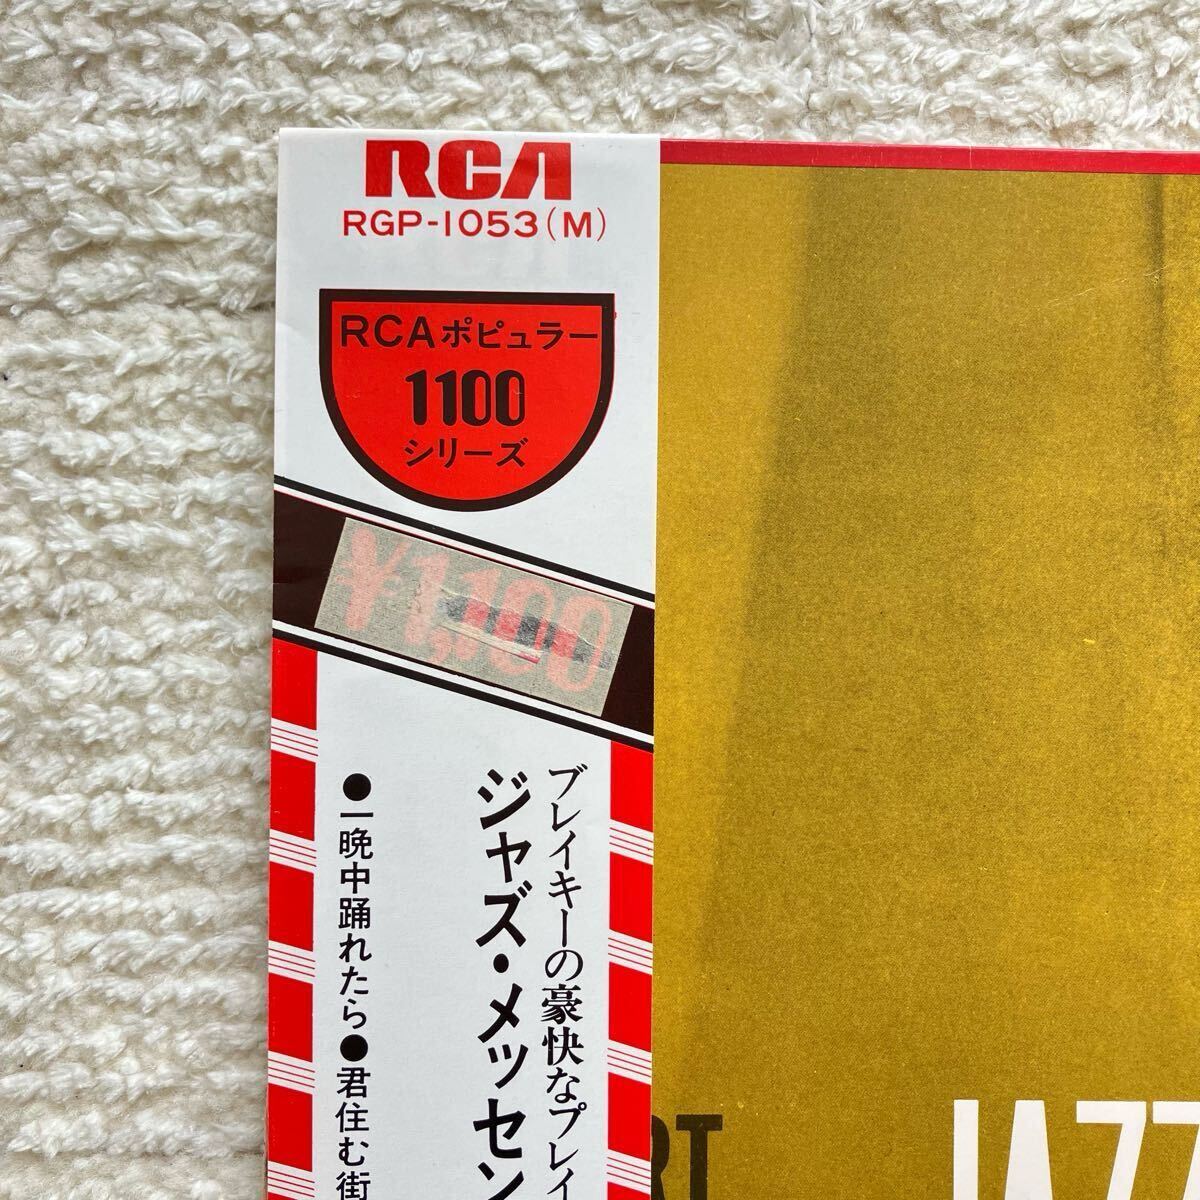 RCA
RGP-1053(M)
RCAポピュラー
1100
シリーズ
¥1,100
ブレイキーの豪快なプレイ
ジャズ・メッセン
●一晩中踊れたら●君住む街
RT
JAZZ